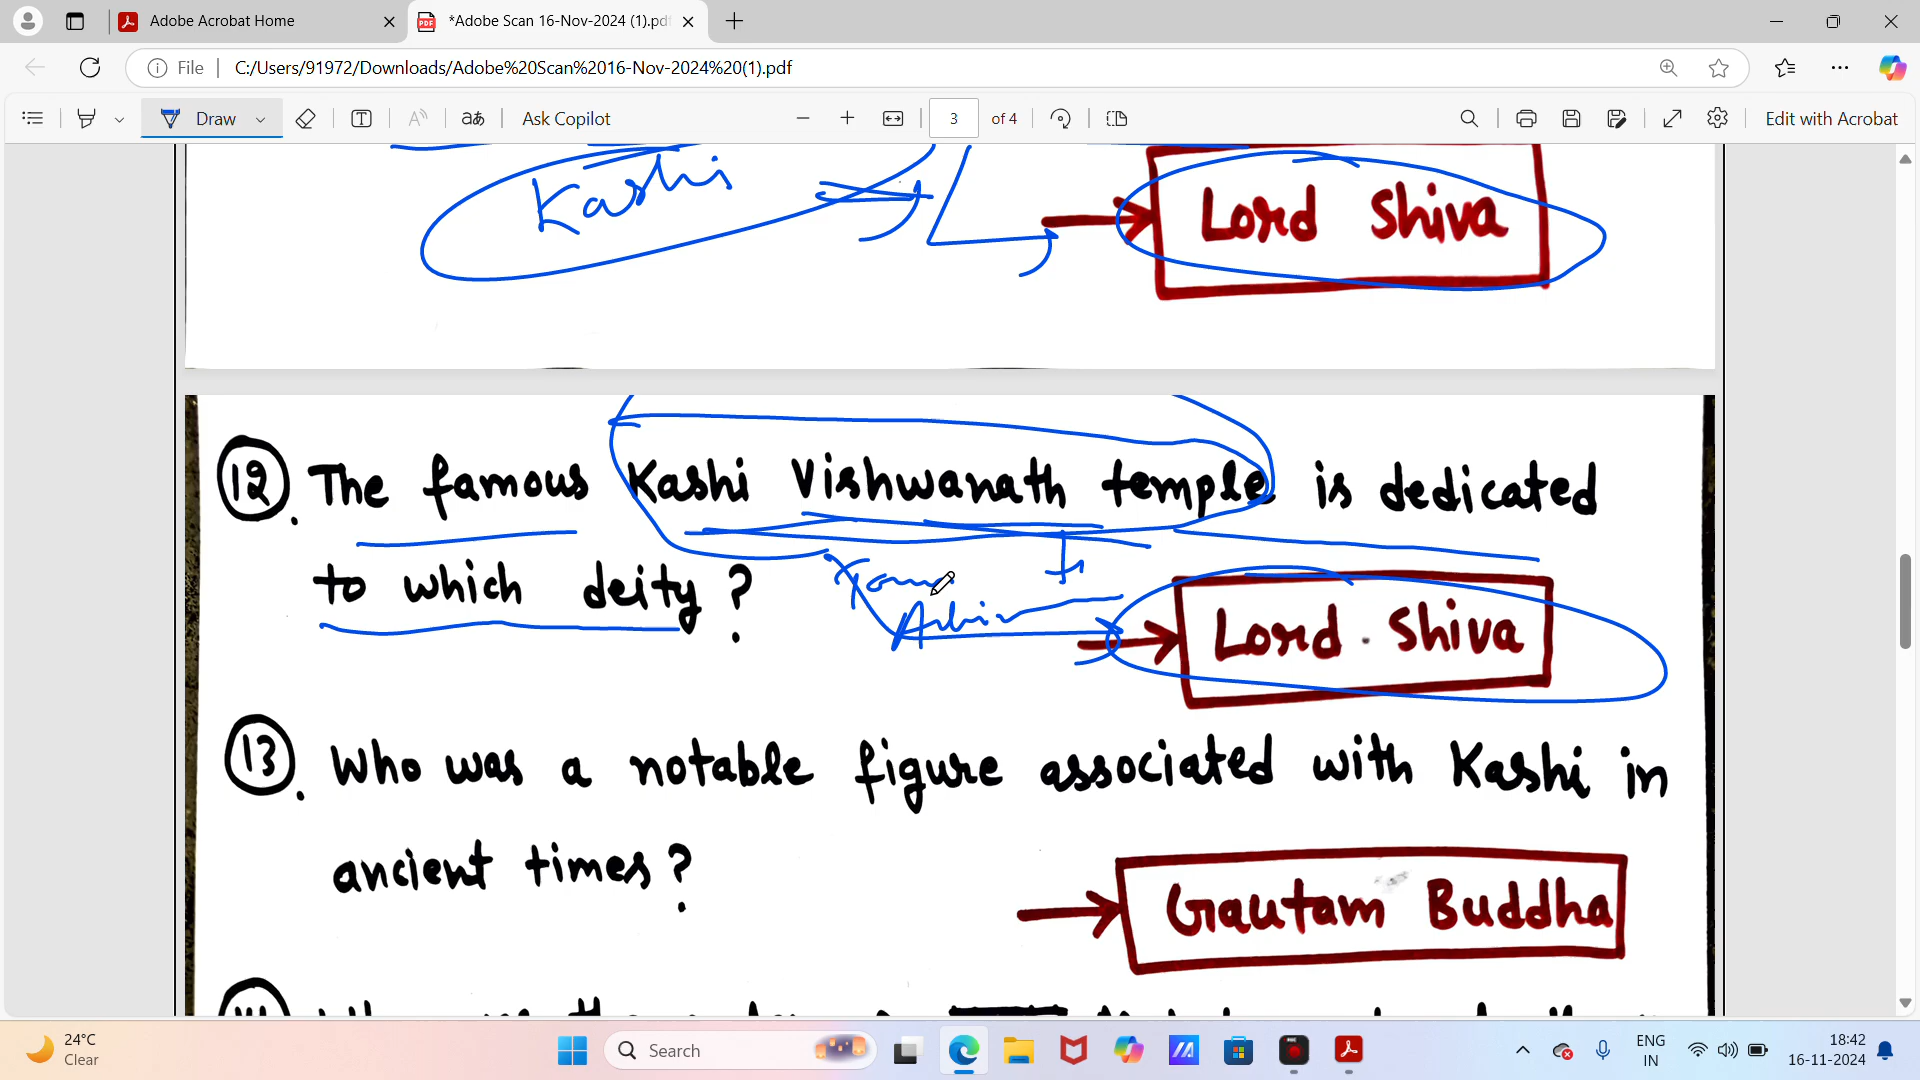 Adobe Acrobat Home
*Adobe Scan 16-Nov-2024 (1).pdf
File
C:/Users/91972/Downloads/Adobe%20Scan%2016-Nov-2024%20(1).pdf
Draw
Ask Copilot
3 of 4
Edit with Acrobat
Kashi
Lord Shiva
12. The famous Kashi Vishwanath temple is dedicated
to which deity ?
Lord Shiva
13. Who was a notable figure associated with Kashi in
ancient times ?
Gautam Buddha
24°C
Clear
Search
ENG
IN
18:42
16-11-2024